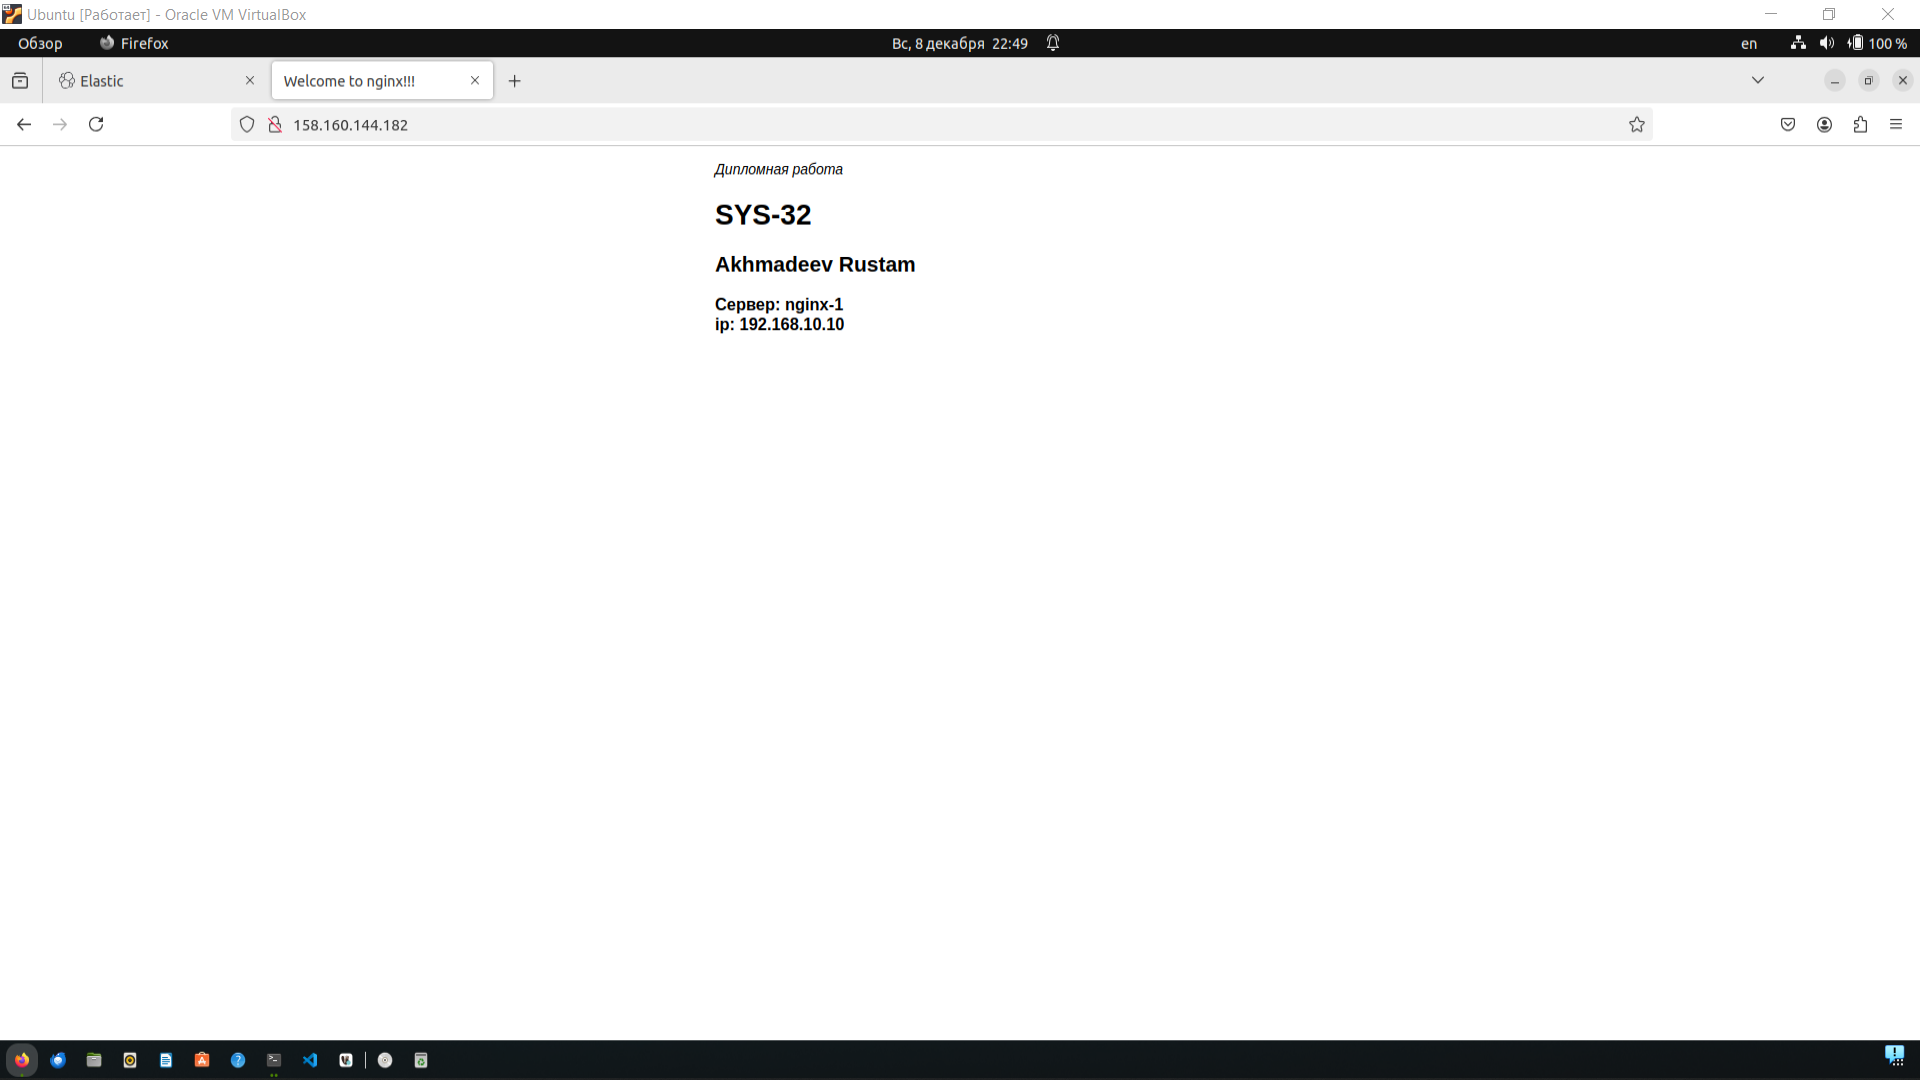 Ubuntu [Работает] - Oracle VM VirtualBox
Обзор Firefox Вс, 8 декабря 22:49 en 100 %
Elastic Welcome to nginx!!!
158.160.144.182
Дипломная работа
SYS-32
Akhmadeev Rustam
Сервер: nginx-1
ip: 192.168.10.10